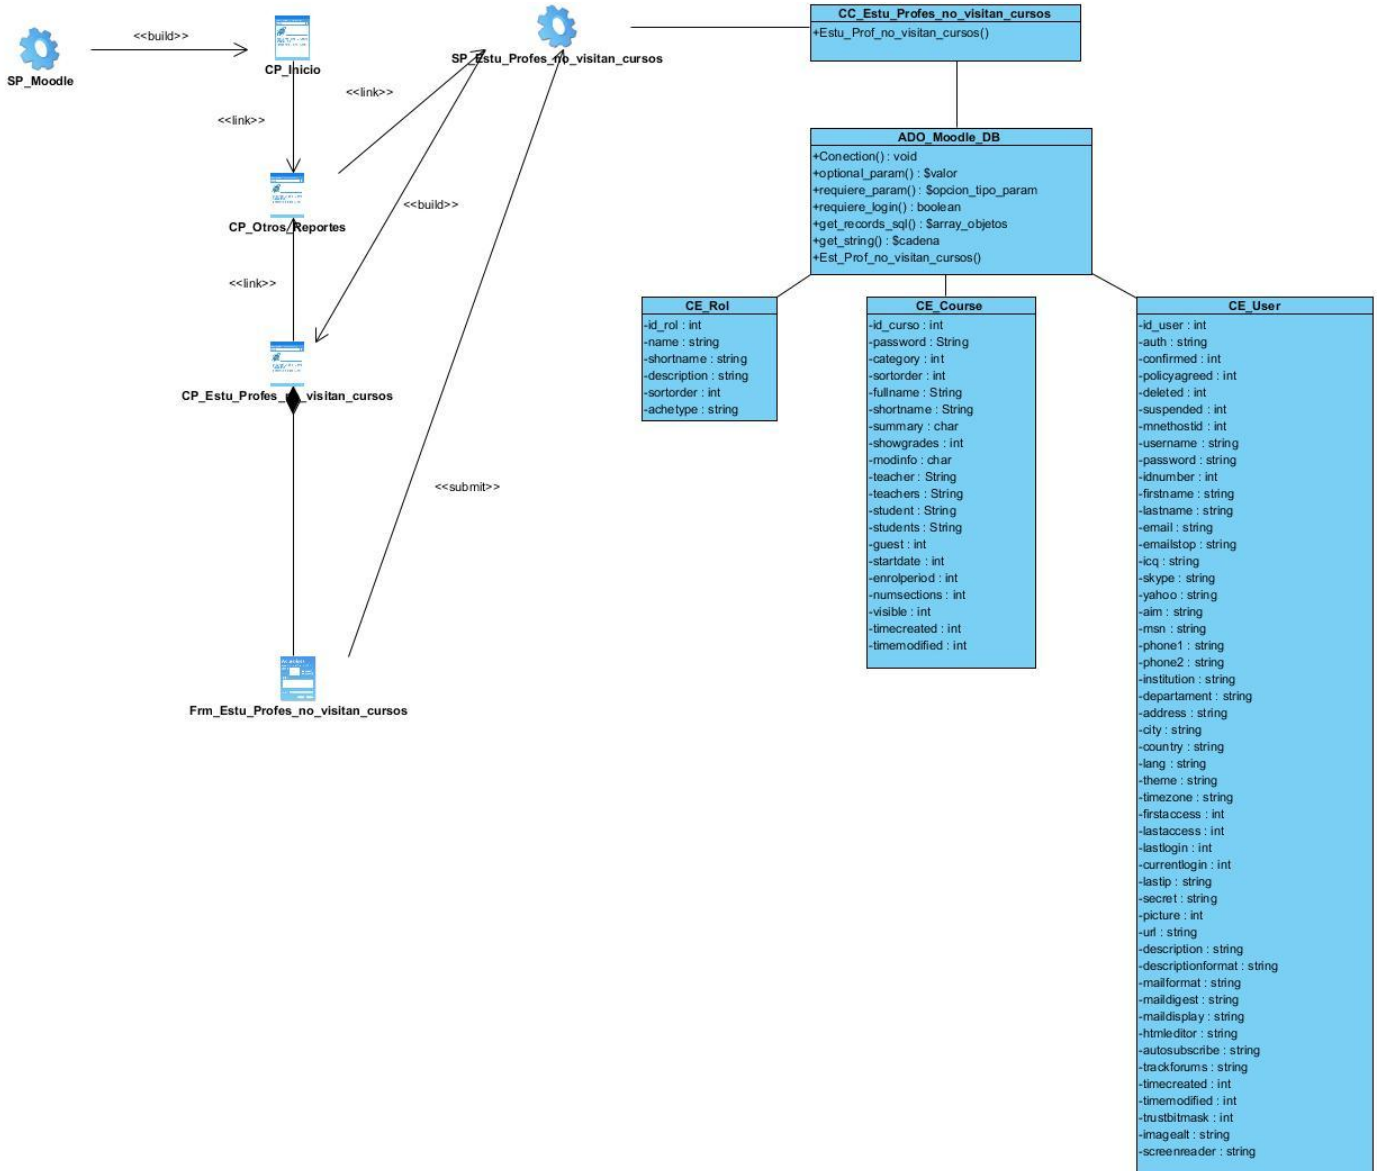 SP_Moodle
<<build>>
CP_Inicio
<<link>>
CP_Otros_Reportes
<<link>>
CP_Estu_Profes_no_visitan_cursos
Frm_Estu_Profes_no_visitan_cursos
<<link>>
<<build>>
<<submit>>
SP_Estu_Profes_no_visitan_cursos
CC_Estu_Profes_no_visitan_cursos
+Estu_Prof_no_visitan_cursos()
ADO_Moodle_DB
+Conection() : void
+optional_param() : $valor
+requiere_param() : $opcion_tipo_param
+requiere_login() : boolean
+get_records_sql() : $array_objetos
+get_string() : $cadena
+Est_Prof_no_visitan_cursos()
CE_Rol
-id_rol : int
-name : string
-shortname : string
-description : string
-sortorder : int
-achetype : string
CE_Course
-id_curso : int
-password : String
-category : int
-sortorder : int
-fullname : String
-shortname : String
-summary : char
-showgrades : int
-modinfo : char
-teacher : String
-teachers : String
-student : String
-students : String
-guest : int
-startdate : int
-enrolperiod : int
-numsections : int
-visible : int
-timecreated : int
-timemodified : int
CE_User
-id_user : int
-auth : string
-confirmed : int
-policyagreed : int
-deleted : int
-suspended : int
-mnethostid : int
-username : string
-password : string
-idnumber : int
-firstname : string
-lastname : string
-email : string
-emailstop : string
-icq : string
-skype : string
-yahoo : string
-aim : string
-msn : string
-phone1 : string
-phone2 : string
-institution : string
-departament : string
-address : string
-city : string
-country : string
-lang : string
-theme : string
-timezone : string
-firstaccess : int
-lastaccess : int
-lastlogin : int
-currentlogin : int
-lastip : string
-secret : string
-picture : int
-url : string
-description : string
-descriptionformat : string
-mailformat : string
-maildigest : string
-maildisplay : string
-htmleditor : string
-autosubscribe : string
-trackforums : string
-timecreated : int
-timemodified : int
-trustbitmask : int
-imagealt : string
-screenreader : string